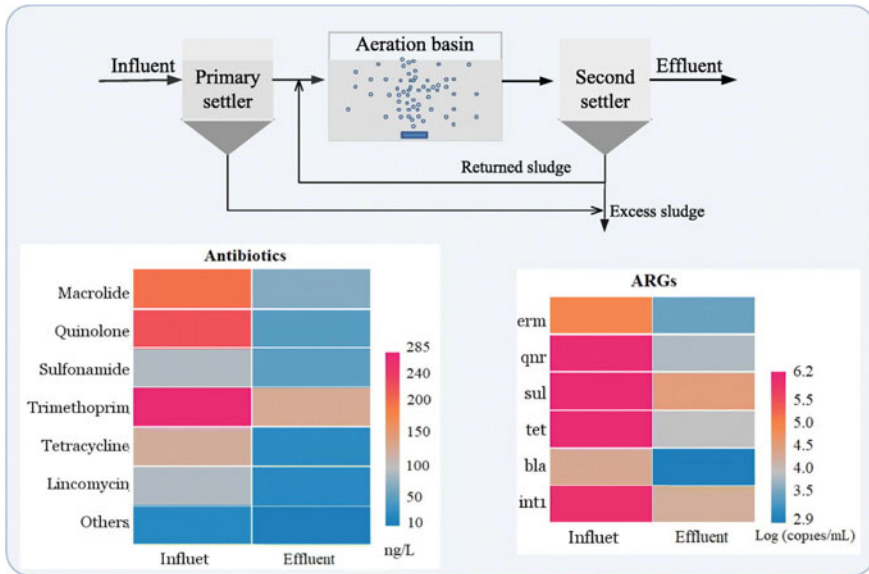 Influent
Primary
settler
Aeration basin
Second
settler
Effluent
Returned sludge
Excess sludge
Antibiotics
Macrolide
Quinolone
Sulfonamide
Trimethoprim
Tetracycline
Lincomycin
Others
Influet
Effluent
285
240
200
150
100
50
10
ng/L
ARGs
erm
qnr
sul
tet
bla
int1
Influet
Effluent
6.2
5.5
5.0
4.5
4.0
3.5
2.9
Log (copies/mL)